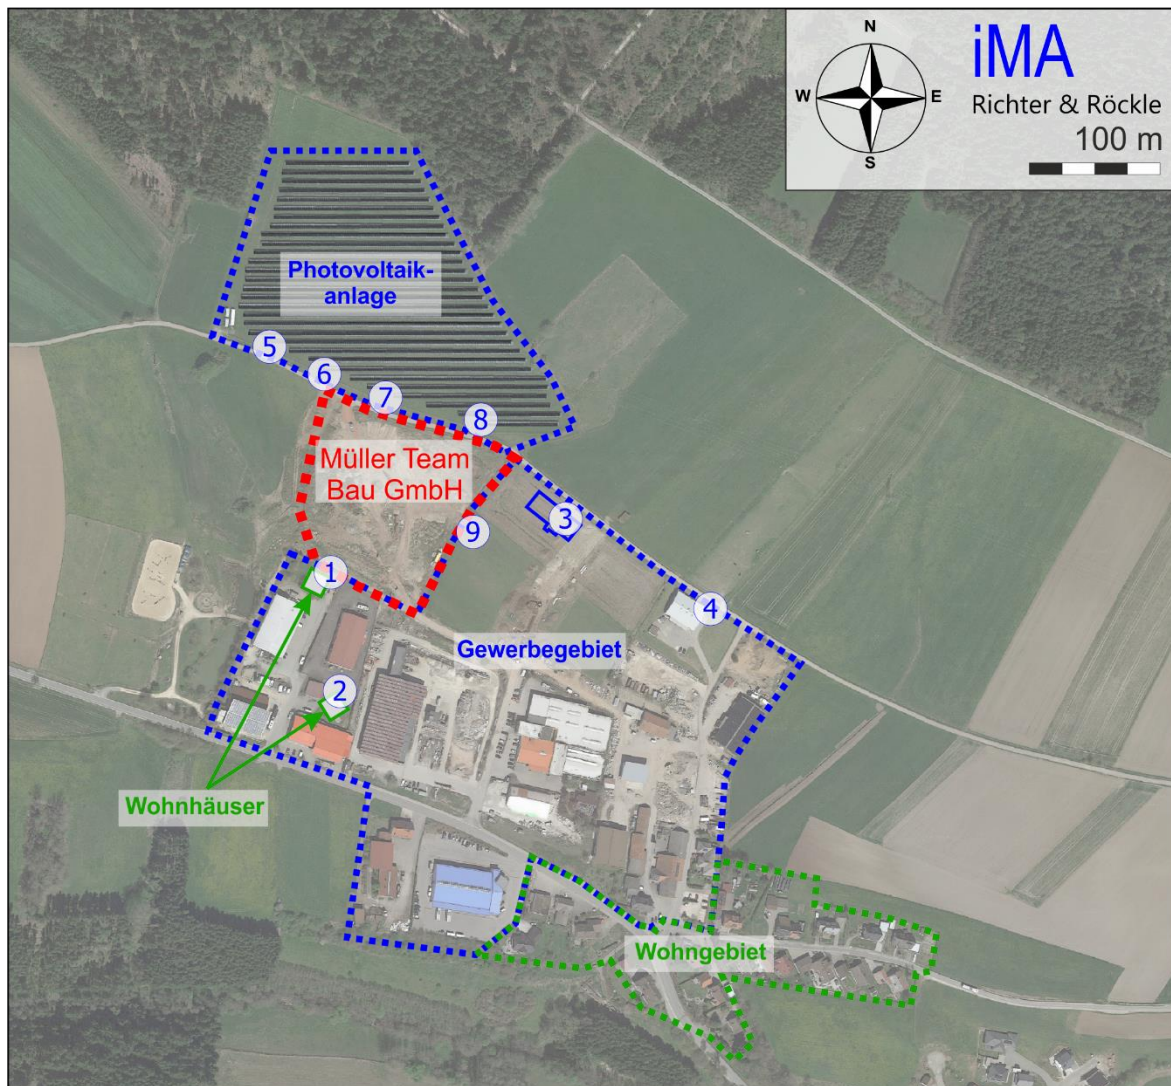 N
W
E
S
iMA
Richter & Röckle
100 m
Photovoltaik-
anlage
5
6
7
8
Müller Team
Bau GmbH
3
9
1
4
Gewerbegebiet
2
Wohnhäuser
Wohngebiet